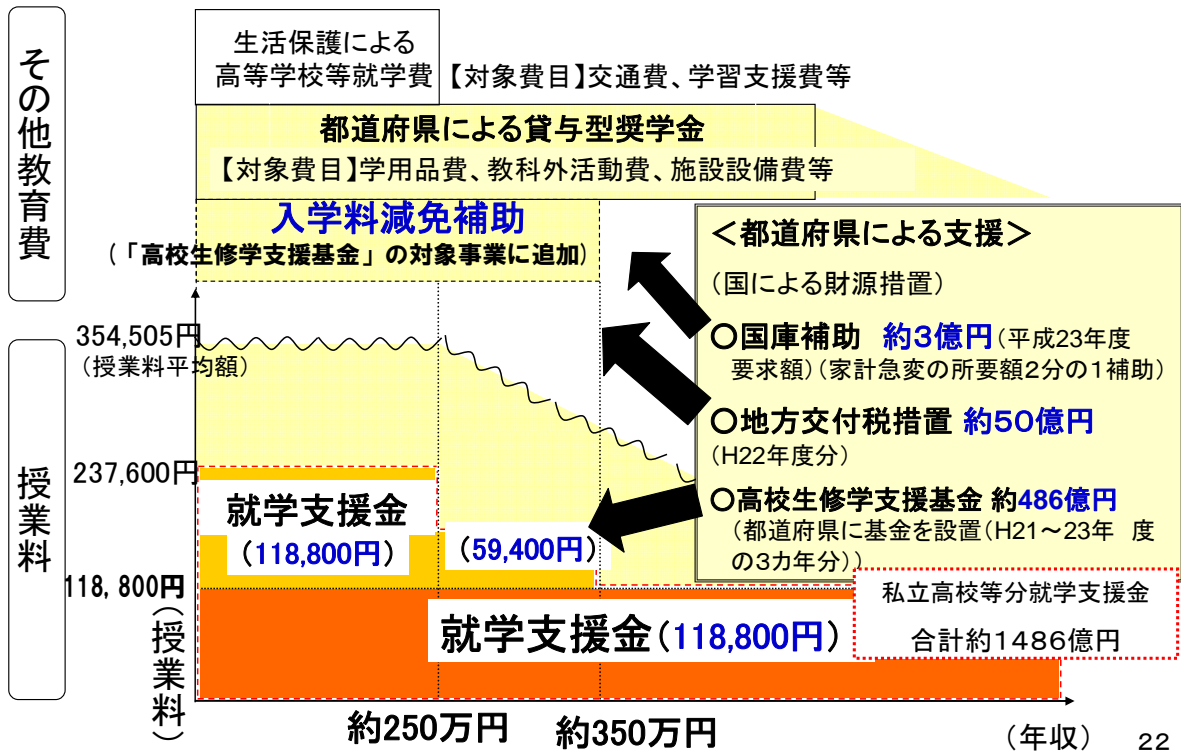 その他教育費
生活保護による
高等学校等就学費
【対象費目】交通費、学習支援費等
都道府県による貸与型奨学金
【対象費目】学用品費、教科外活動費、施設設備費等
入学料減免補助
(「高校生修学支援基金」の対象事業に追加)
<都道府県による支援>
(国による財源措置)
○国庫補助 約3億円(平成23年度
要求額)(家計急変の所要額2分の1補助)
○地方交付税措置 約50億円
(H22年度分)
○高校生修学支援基金 約486億円
(都道府県に基金を設置(H21~23年 度
の3カ年分))
授業料
354,505円
(授業料平均額)
237,600円
118,800円
(授業料)
就学支援金
(118,800円)
(59,400円)
就学支援金(118,800円)
私立高校等分就学支援金
合計約1486億円
約250万円
約350万円
(年収)
22